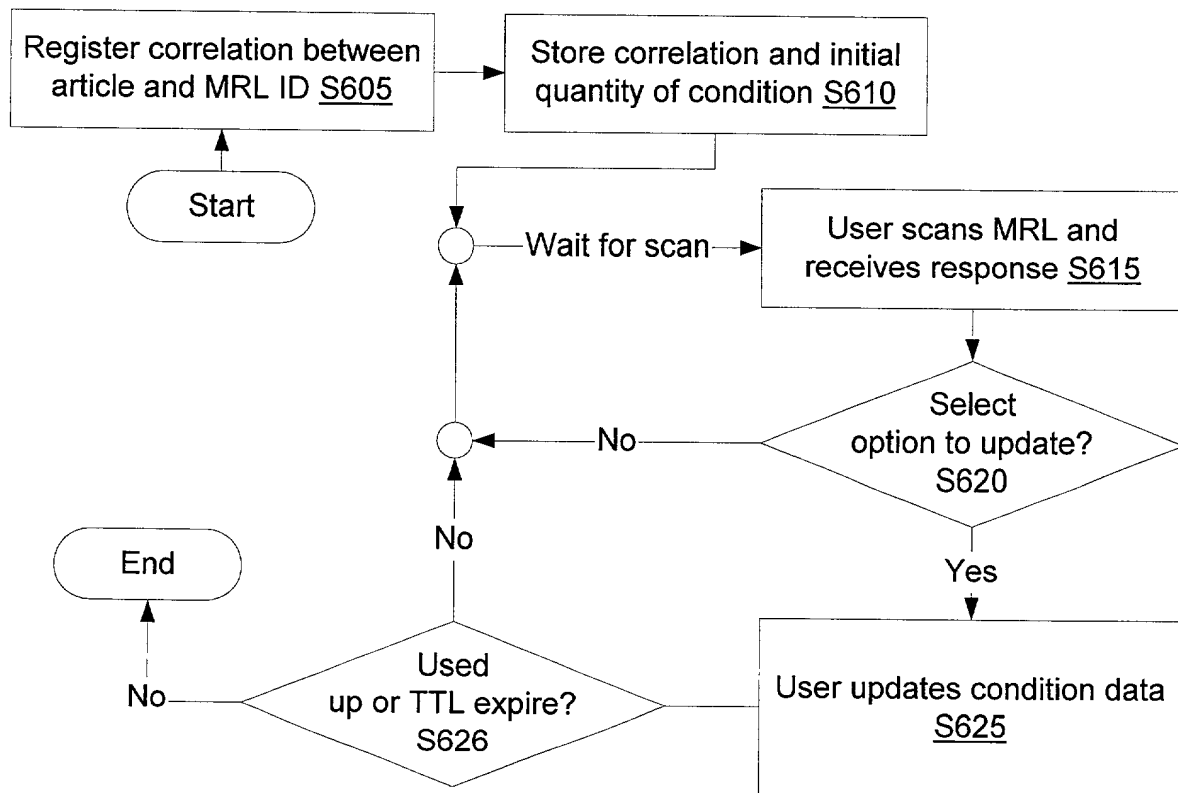 Register correlation between
article and MRL ID S605
Store correlation and initial
quantity of condition S610
Start
Wait for scan
User scans MRL and
receives response S615
Select
option to update?
S620
No
Yes
No
End
Used
up or TTL expire?
S626
No
User updates condition data
S625